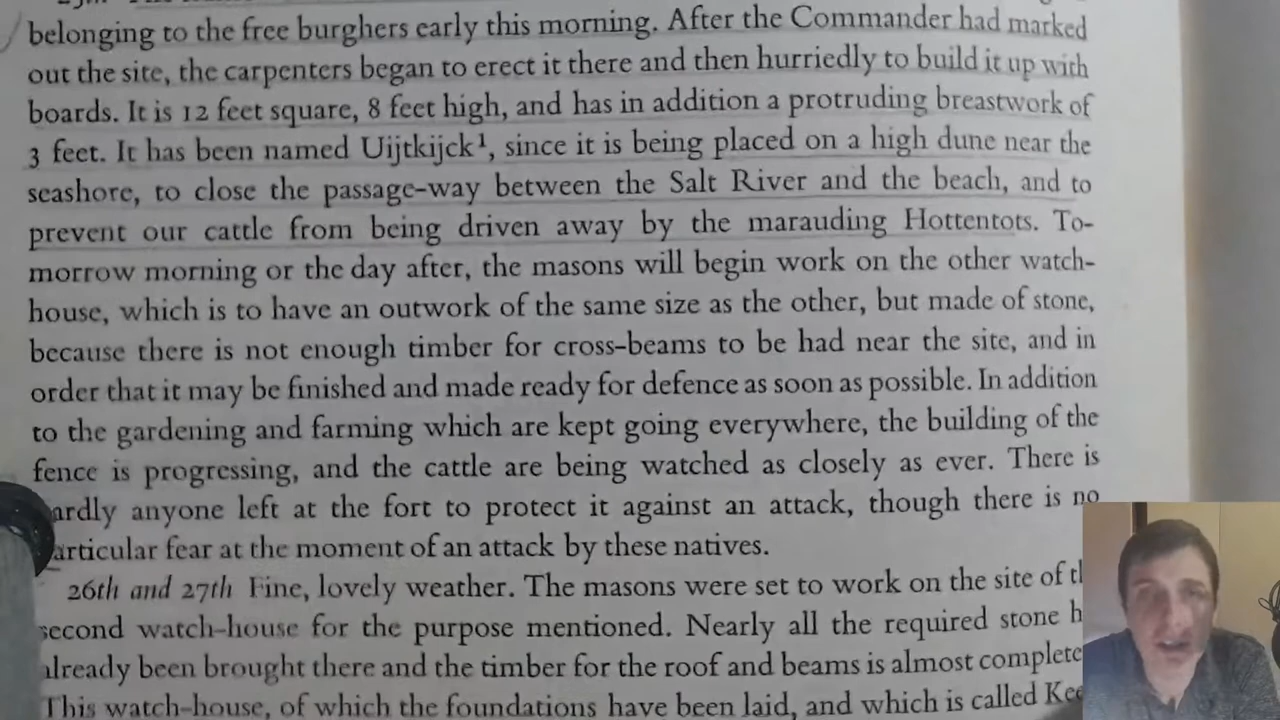 belonging to the free burghers early this morning. After the Commander had marked
out the site, the carpenters began to erect it there and then hurriedly to build it up with
boards. It is 12 feet square, 8 feet high, and has in addition a protruding breastwork of
3 feet. It has been named Uijtkijck¹, since it is being placed on a high dune near the
seashore, to close the passage-way between the Salt River and the beach, and to
prevent our cattle from being driven away by the marauding Hottentots. To-
morrow morning or the day after, the masons will begin work on the other watch-
house, which is to have an outwork of the same size as the other, but made of stone,
because there is not enough timber for cross-beams to be had near the site, and in
order that it may be finished and made ready for defence as soon as possible. In addition
to the gardening and farming which are kept going everywhere, the building of the
fence is progressing, and the cattle are being watched as closely as ever. There is
ardly anyone left at the fort to protect it against an attack, though there is no
articular fear at the moment of an attack by these natives.
26th and 27th Fine, lovely weather. The masons were set to work on the site of
second watch-house for the purpose mentioned. Nearly all the required stone
already been brought there and the timber for the roof and beams is almost complete
This watch-house, of which the foundations have been laid, and which is called